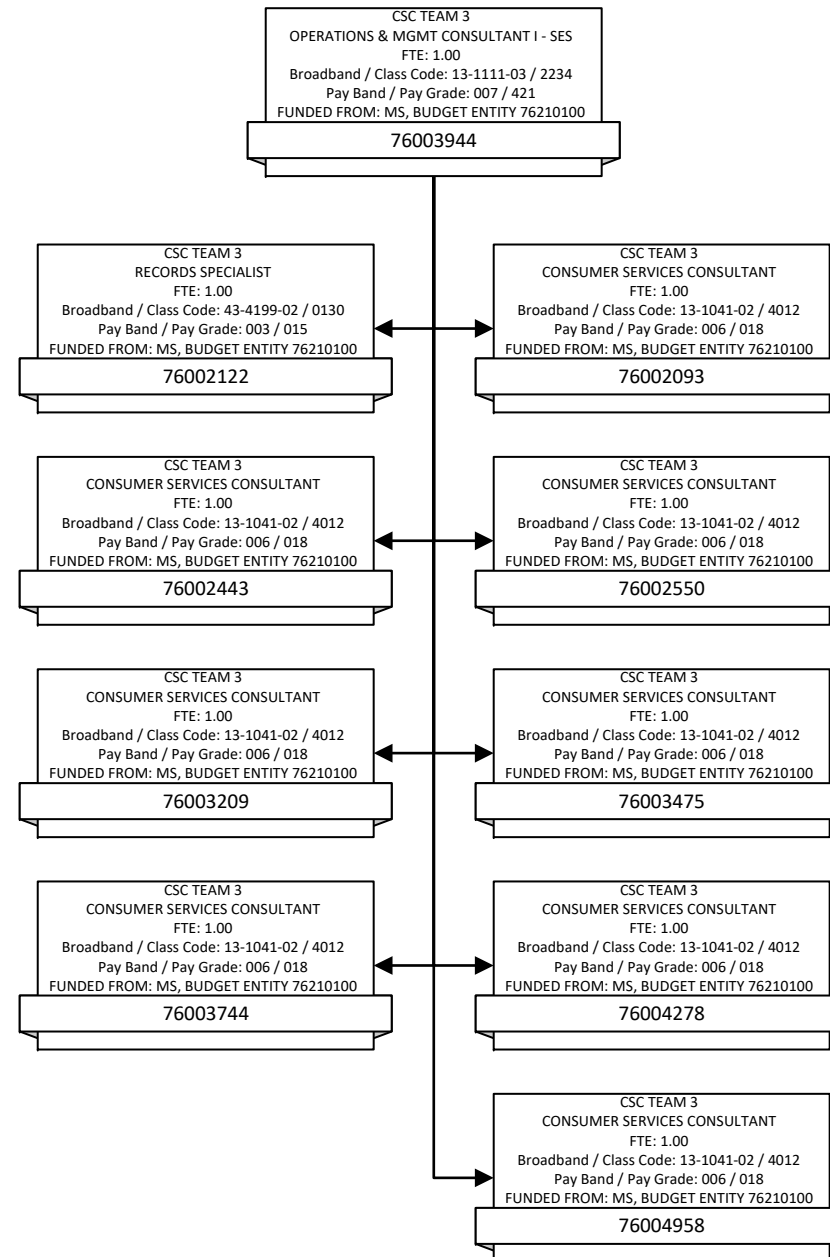 CSC TEAM 3
OPERATIONS & MGMT CONSULTANT I - SES
FTE: 1.00
Broadband / Class Code: 13-1111-03 / 2234
Pay Band / Pay Grade: 007 / 421
FUNDED FROM: MS, BUDGET ENTITY 76210100
76003944
CSC TEAM 3
RECORDS SPECIALIST
FTE: 1.00
Broadband / Class Code: 43-4199-02 / 0130
Pay Band / Pay Grade: 003 / 015
FUNDED FROM: MS, BUDGET ENTITY 76210100
76002122
CSC TEAM 3
CONSUMER SERVICES CONSULTANT
FTE: 1.00
Broadband / Class Code: 13-1041-02 / 4012
Pay Band / Pay Grade: 006 / 018
FUNDED FROM: MS, BUDGET ENTITY 76210100
76002093
CSC TEAM 3
CONSUMER SERVICES CONSULTANT
FTE: 1.00
Broadband / Class Code: 13-1041-02 / 4012
Pay Band / Pay Grade: 006 / 018
FUNDED FROM: MS, BUDGET ENTITY 76210100
76002443
CSC TEAM 3
CONSUMER SERVICES CONSULTANT
FTE: 1.00
Broadband / Class Code: 13-1041-02 / 4012
Pay Band / Pay Grade: 006 / 018
FUNDED FROM: MS, BUDGET ENTITY 76210100
76002550
CSC TEAM 3
CONSUMER SERVICES CONSULTANT
FTE: 1.00
Broadband / Class Code: 13-1041-02 / 4012
Pay Band / Pay Grade: 006 / 018
FUNDED FROM: MS, BUDGET ENTITY 76210100
76003209
CSC TEAM 3
CONSUMER SERVICES CONSULTANT
FTE: 1.00
Broadband / Class Code: 13-1041-02 / 4012
Pay Band / Pay Grade: 006 / 018
FUNDED FROM: MS, BUDGET ENTITY 76210100
76003475
CSC TEAM 3
CONSUMER SERVICES CONSULTANT
FTE: 1.00
Broadband / Class Code: 13-1041-02 / 4012
Pay Band / Pay Grade: 006 / 018
FUNDED FROM: MS, BUDGET ENTITY 76210100
76003744
CSC TEAM 3
CONSUMER SERVICES CONSULTANT
FTE: 1.00
Broadband / Class Code: 13-1041-02 / 4012
Pay Band / Pay Grade: 006 / 018
FUNDED FROM: MS, BUDGET ENTITY 76210100
76004278
CSC TEAM 3
CONSUMER SERVICES CONSULTANT
FTE: 1.00
Broadband / Class Code: 13-1041-02 / 4012
Pay Band / Pay Grade: 006 / 018
FUNDED FROM: MS, BUDGET ENTITY 76210100
76004958